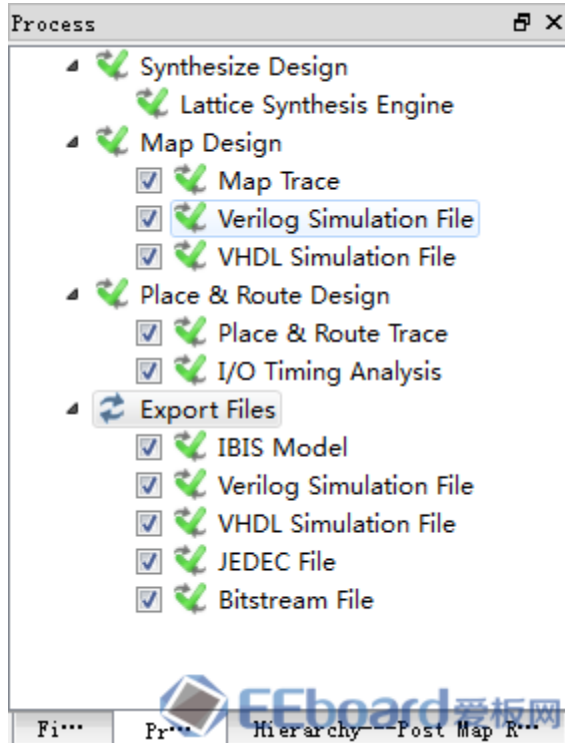 Process
Synthesize Design
Lattice Synthesis Engine
Map Design
Map Trace
Verilog Simulation File
VHDL Simulation File
Place & Route Design
Place & Route Trace
I/O Timing Analysis
Export Files
IBIS Model
Verilog Simulation File
VHDL Simulation File
JEDEC File
Bitstream File
EEboard爱板网
Fi··· Pr··· Hierarchy---Post Map R···